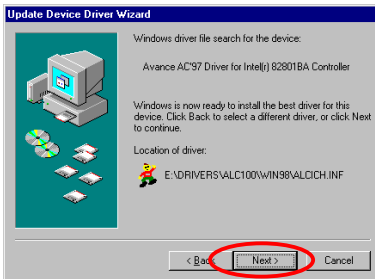 Update Device Driver Wizard
Windows driver file search for the device:
Avance AC'97 Driver for Intel(r) 82801BA Controller
Windows is now ready to install the best driver for this
device. Click Back to select a different driver, or click Next
to continue.
Location of driver:
E:\DRIVERS\ALC100\WIN98\ALCICH.INF
< Back Next > Cancel